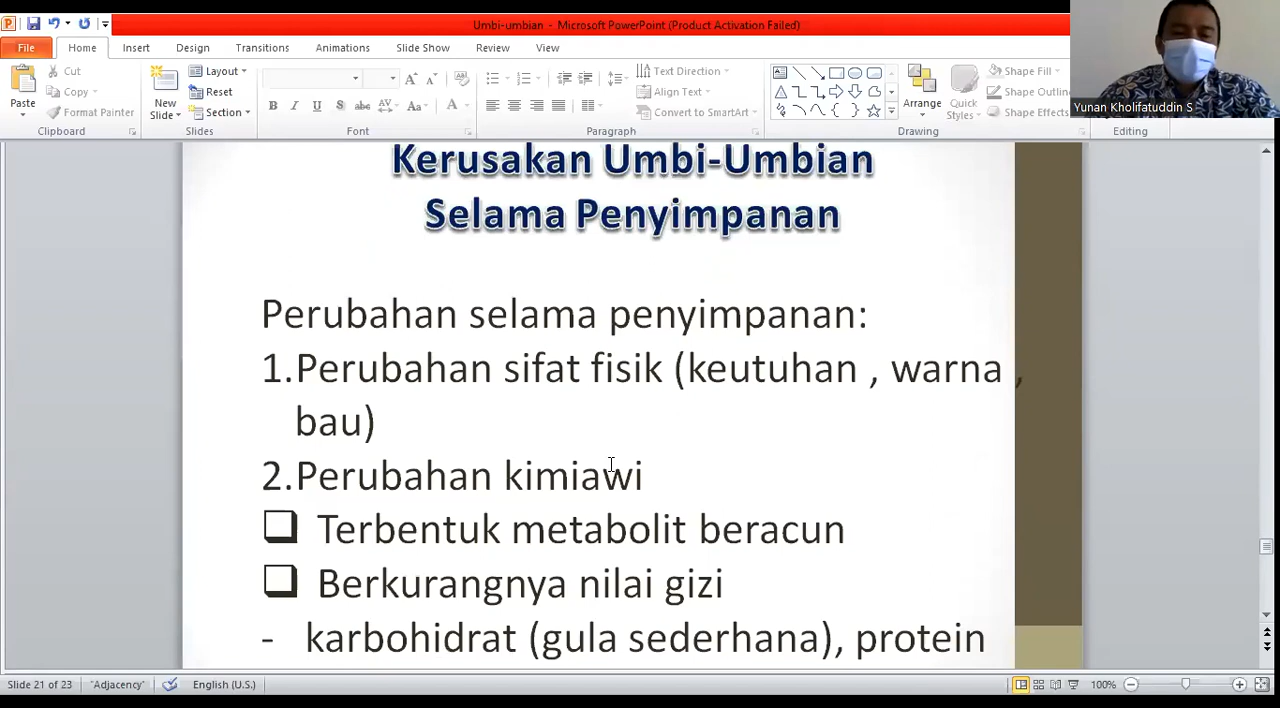 Umbi-umbian - Microsoft PowerPoint (Product Activation Failed)
File Home Insert Design Transitions Animations Slide Show Review View
Paste
Cut
Copy
Format Painter
Clipboard
New
Slide
Layout
Reset
Section
Slides
Font
Text Direction
Align Text
Convert to SmartArt
Paragraph
Arrange
Quick
Styles
Shape Fill
Shape Outlin
Shape Effects
Drawing
Editing
Yunan Kholifatuddin S
Kerusakan Umbi-Umbian
Selama Penyimpanan
Perubahan selama penyimpanan:
1.Perubahan sifat fisik (keutuhan , warna ,
bau)
2.Perubahan kimiawi
Terbentuk metabolit beracun
Berkurangnya nilai gizi
- karbohidrat (gula sederhana), protein
Slide 21 of 23 "Adjacency" English (U.S.) 100%